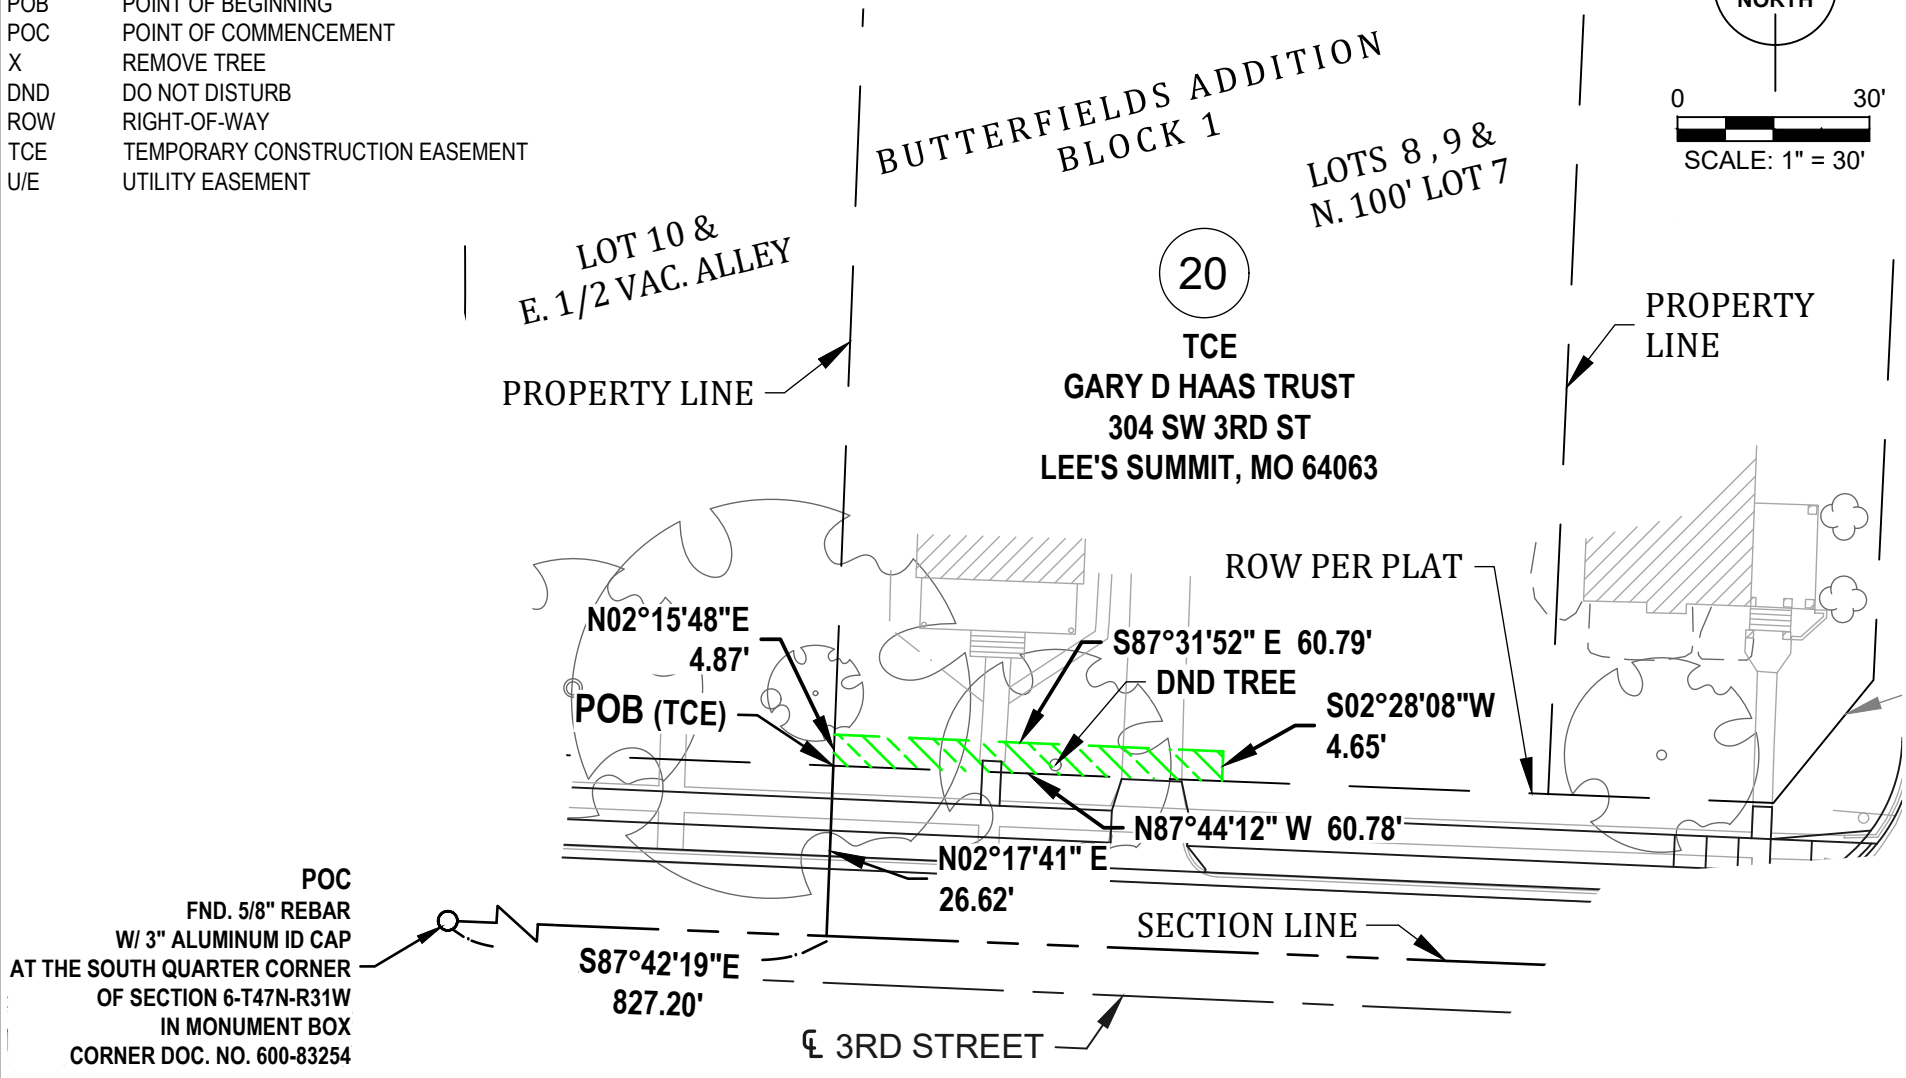 POB POINT OF BEGINNING
POC POINT OF COMMENCEMENT
X REMOVE TREE
DND DO NOT DISTURB
ROW RIGHT-OF-WAY
TCE TEMPORARY CONSTRUCTION EASEMENT
U/E UTILITY EASEMENT
NORTH
0 30'
SCALE: 1" = 30'
BUTTERFIELDS ADDITION
BLOCK 1
LOTS 8 , 9 &
N. 100' LOT 7
LOT 10 &
E. 1/2 VAC. ALLEY
20
TCE
GARY D HAAS TRUST
304 SW 3RD ST
LEE'S SUMMIT, MO 64063
PROPERTY LINE
PROPERTY
LINE
ROW PER PLAT
N02°15'48"E
4.87'
POB (TCE)
S87°31'52" E 60.79'
DND TREE
S02°28'08"W
4.65'
N87°44'12" W 60.78'
N02°17'41" E
26.62'
POC
FND. 5/8" REBAR
W/ 3" ALUMINUM ID CAP
AT THE SOUTH QUARTER CORNER
OF SECTION 6-T47N-R31W
IN MONUMENT BOX
CORNER DOC. NO. 600-83254
S87°42'19"E
827.20'
SECTION LINE
℄ 3RD STREET